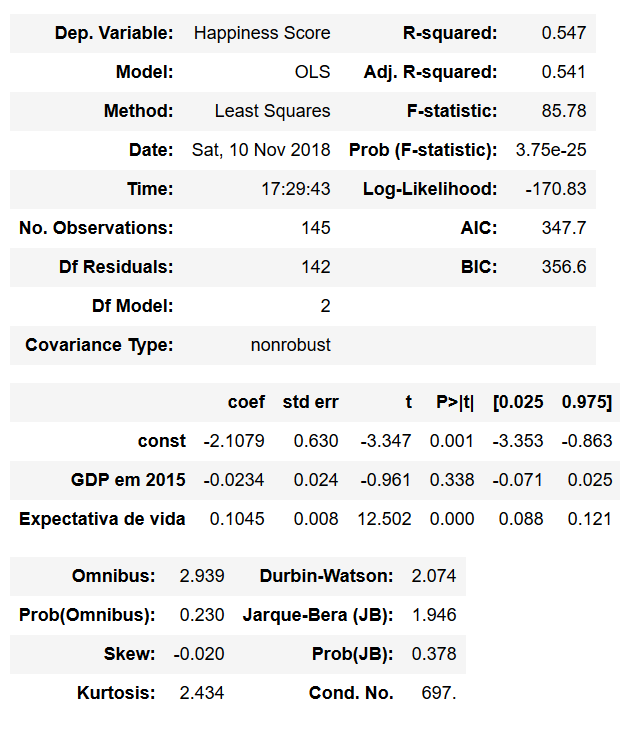 Dep. Variable: Happiness Score R-squared: 0.547
Model: OLS Adj. R-squared: 0.541
Method: Least Squares F-statistic: 85.78
Date: Sat, 10 Nov 2018 Prob (F-statistic): 3.75e-25
Time: 17:29:43 Log-Likelihood: -170.83
No. Observations: 145 AIC: 347.7
Df Residuals: 142 BIC: 356.6
Df Model: 2
Covariance Type: nonrobust
coef std err t P>|t| [0.025 0.975]
const -2.1079 0.630 -3.347 0.001 -3.353 -0.863
GDP em 2015 -0.0234 0.024 -0.961 0.338 -0.071 0.025
Expectativa de vida 0.1045 0.008 12.502 0.000 0.088 0.121
Omnibus: 2.939 Durbin-Watson: 2.074
Prob(Omnibus): 0.230 Jarque-Bera (JB): 1.946
Skew: -0.020 Prob(JB): 0.378
Kurtosis: 2.434 Cond. No. 697.